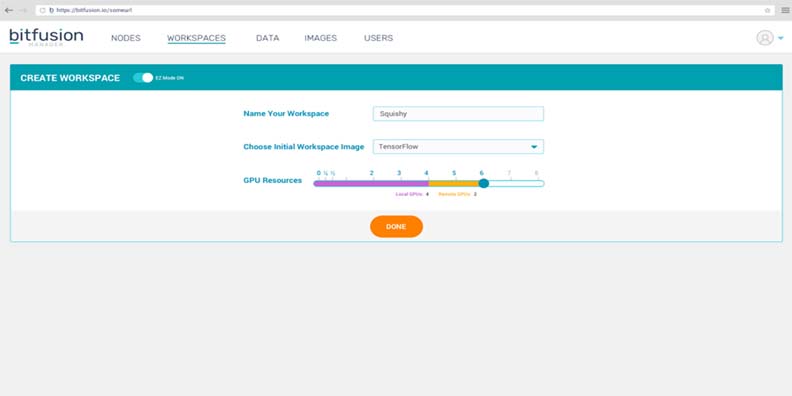 https://bitfusion.io/someurl
bitfusion
MANAGER
NODES WORKSPACES DATA IMAGES USERS
CREATE WORKSPACE EZ Mode ON
Name Your Workspace Squishy
Choose Initial Workspace Image TensorFlow
0 ¼ ½ 2 3 4 5 6 7 8
GPU Resources
Local GPUs 4 Remote GPUs 2
DONE